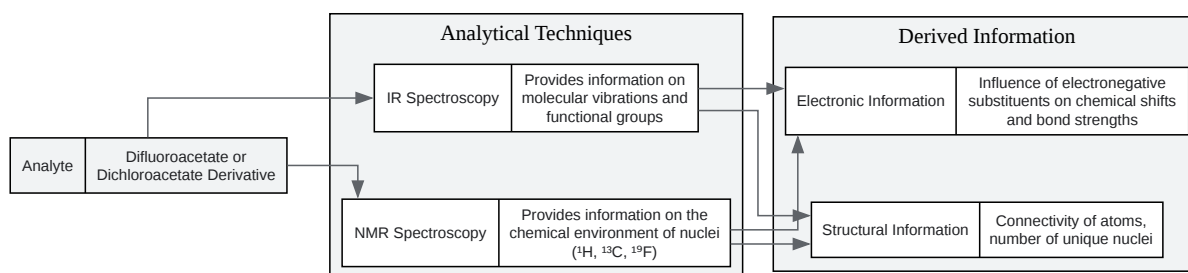 Analytical Techniques
Derived Information
IR Spectroscopy
Provides information on
molecular vibrations and
functional groups
Electronic Information
Influence of electronegative
substituents on chemical shifts
and bond strengths
Analyte
Difluoroacetate or
Dichloroacetate Derivative
NMR Spectroscopy
Provides information on the
chemical environment of nuclei
(¹H, ¹³C, ¹⁹F)
Structural Information
Connectivity of atoms,
number of unique nuclei